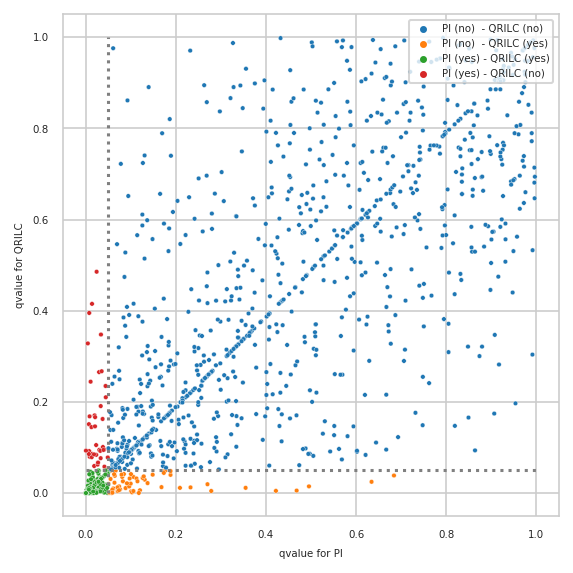 1.0
0.8
0.6
0.4
0.2
0.0
qvalue for QRILC
PI (no)  - QRILC (no)
PI (no)  - QRILC (yes)
PI (yes) - QRILC (yes)
PI (yes) - QRILC (no)
0.0 0.2 0.4 0.6 0.8 1.0
qvalue for PI